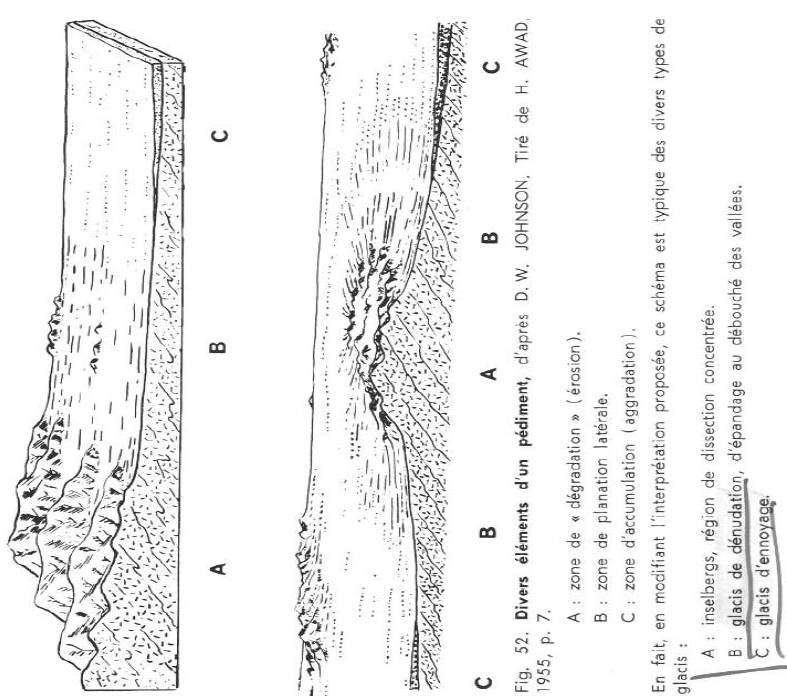 A B C
C B A B C
Fig. 52. Divers éléments d'un pédiment, d'après D. W. JOHNSON. Tiré de H. AWAD,
1955, p. 7.
A : zone de « dégradation » (érosion).
B : zone de planation latérale.
C : zone d'accumulation (aggradation).
En fait, en modifiant l'interprétation proposée, ce schéma est typique des divers types de
glacis :
A : inselbergs, région de dissection concentrée.
B : glacis de dénudation, d'épandage au débouché des vallées.
C : glacis d'ennoyage.